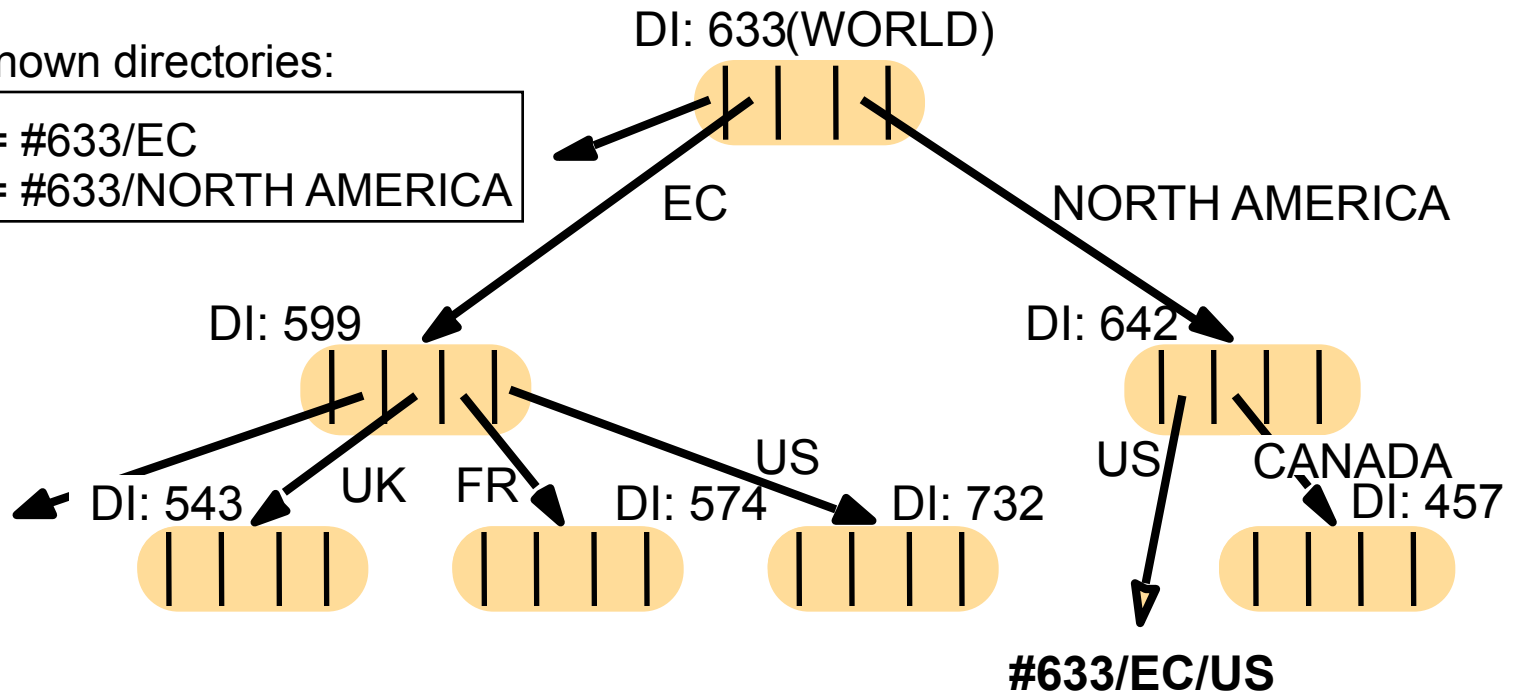 DI: 633(WORLD)
nown directories:
= #633/EC
= #633/NORTH AMERICA
EC
NORTH AMERICA
DI: 599
DI: 642
US
US
CANADA
UK
FR
DI: 543
DI: 574
DI: 732
DI: 457
#633/EC/US